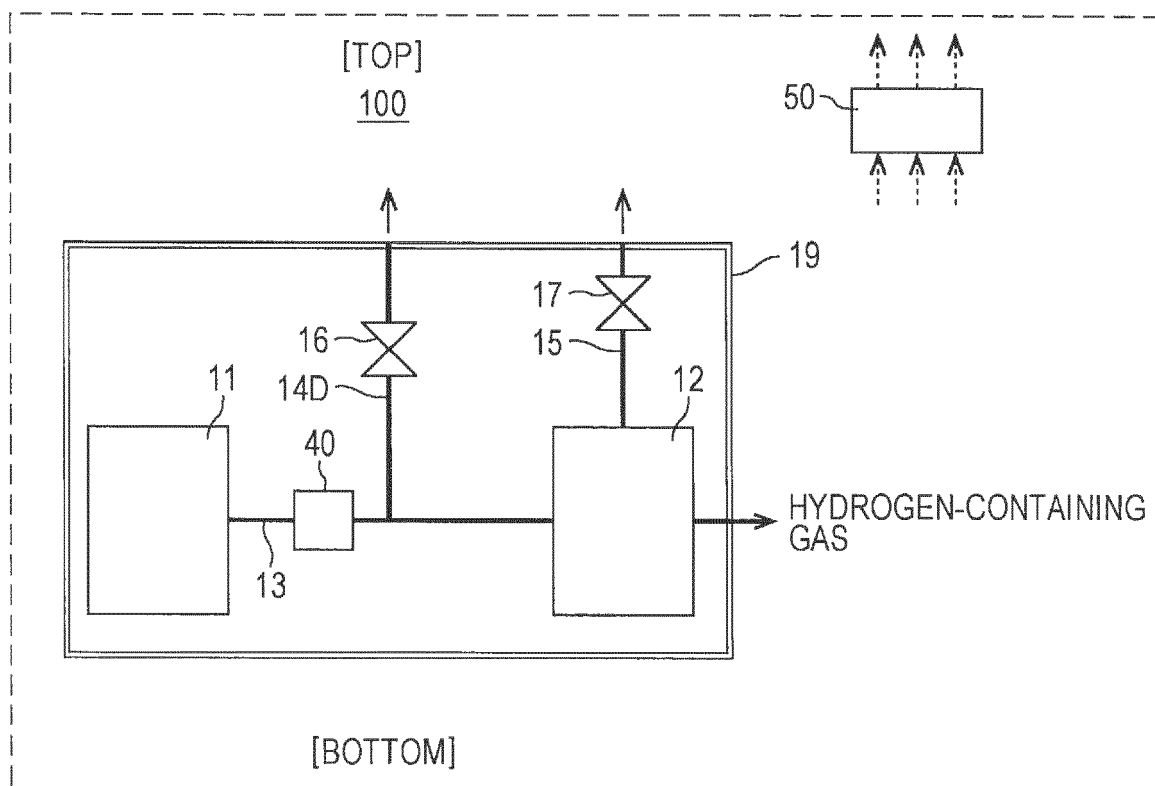 [TOP]
100
50
19
17
16
15
14D
12
11
40
HYDROGEN-CONTAINING
GAS
13
[BOTTOM]